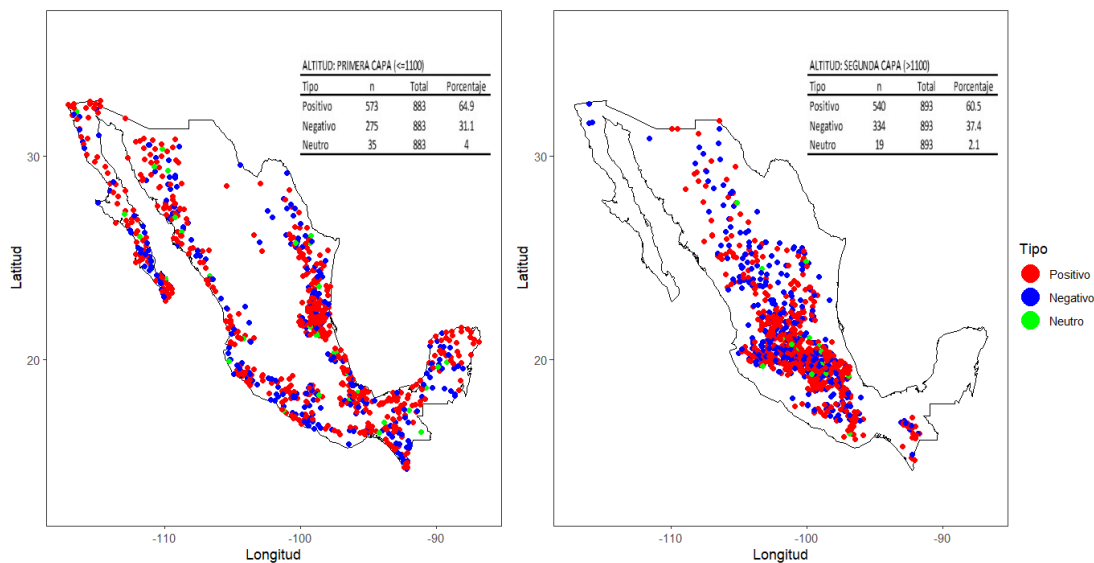 ALTITUD: PRIMERA CAPA (<=1100)
Tipo n Total Porcentaje
Positivo 573 883 64.9
Negativo 275 883 31.1
Neutro 35 883 4
30
20
Latitud
-110 -100 -90
Longitud
ALTITUD: SEGUNDA CAPA (>1100)
Tipo n Total Porcentaje
Positivo 540 893 60.5
Negativo 334 893 37.4
Neutro 19 893 2.1
30
20
Latitud
-110 -100 -90
Longitud
Tipo
Positivo
Negativo
Neutro